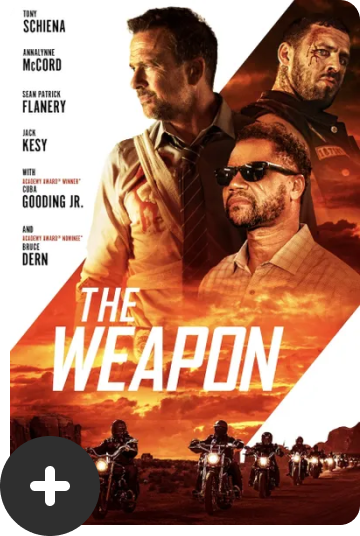 TONY
SCHIENA
ANNALYNNE
McCORD
SEAN PATRICK
FLANERY
JACK
KESY
WITH
ACADEMY AWARD® WINNER®
CUBA
GOODING JR.
AND
ACADEMY AWARD® NOMINEE®
BRUCE
DERN
THE
WEAPON